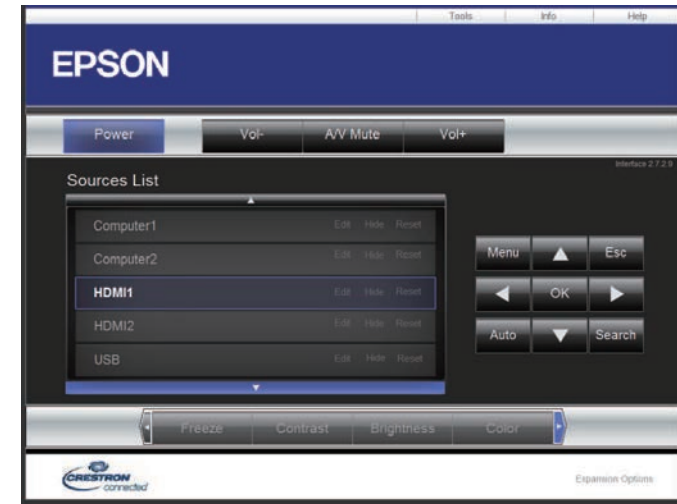 Tools Info Help
EPSON
Power Vol- A/V Mute Vol+
Interface 2.7.2.9
Sources List
Computer1 Edit Hide Reset
Computer2 Edit Hide Reset
HDMI1 Edit Hide Reset
HDMI2 Edit Hide Reset
USB Edit Hide Reset
Menu Esc
OK
Auto Search
Freeze Contrast Brightness Color
CRESTRON
connected
Expansion Options